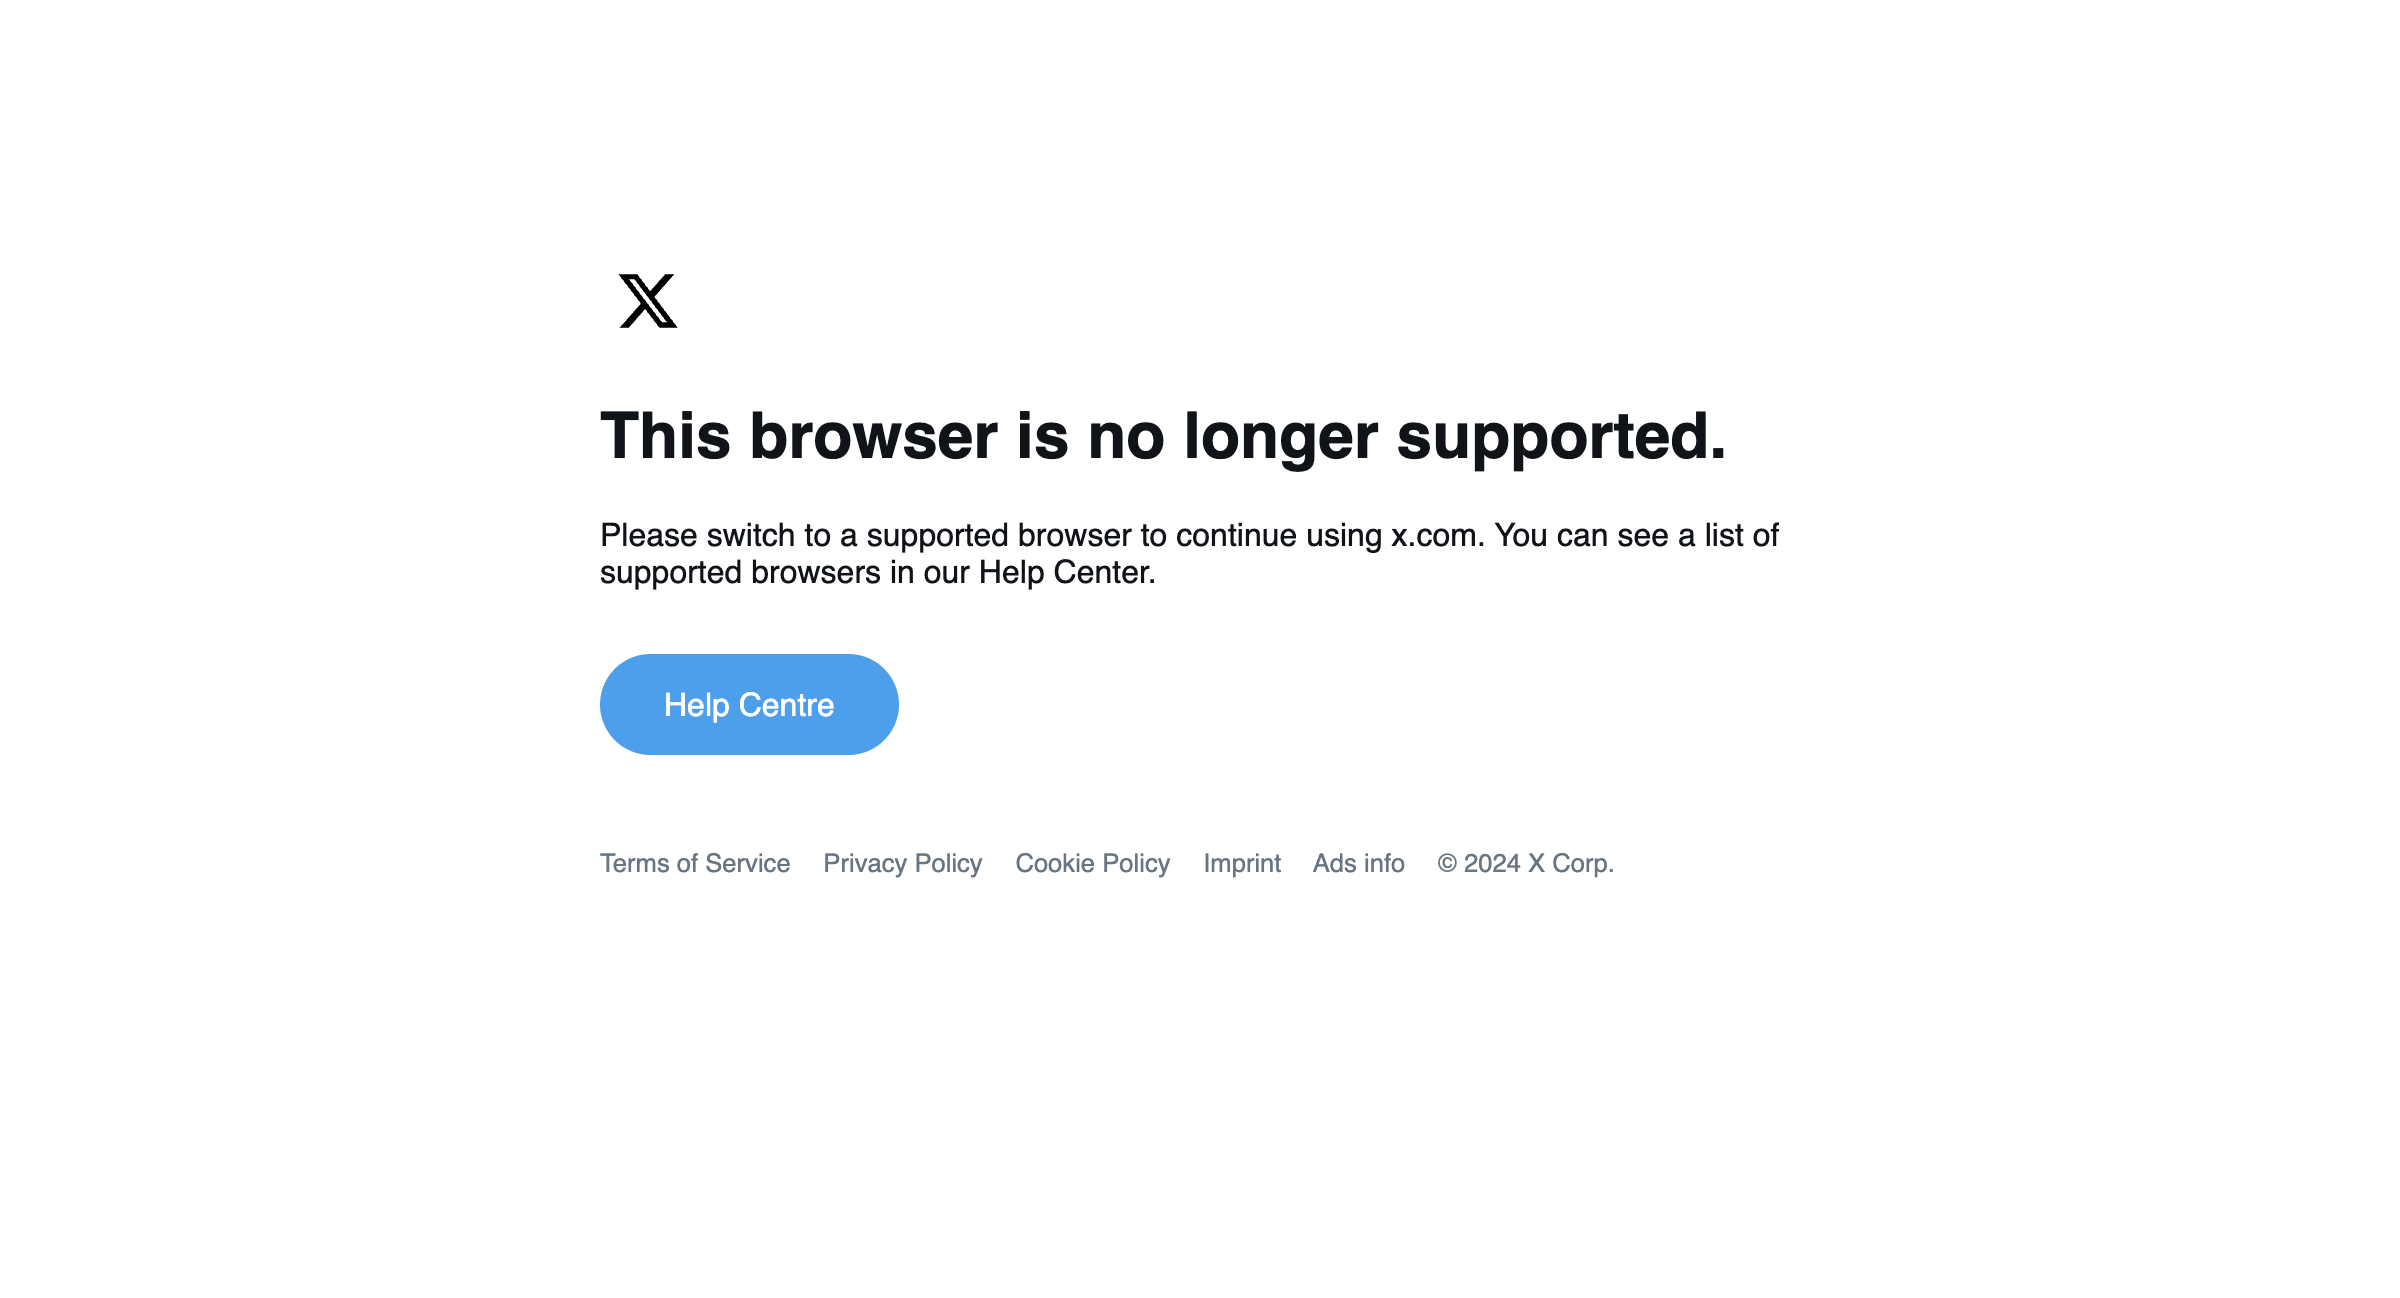 This browser is no longer supported.
Please switch to a supported browser to continue using x.com. You can see a list of
supported browsers in our Help Center.
Help Centre
Terms of Service Privacy Policy Cookie Policy Imprint Ads info © 2024 X Corp.